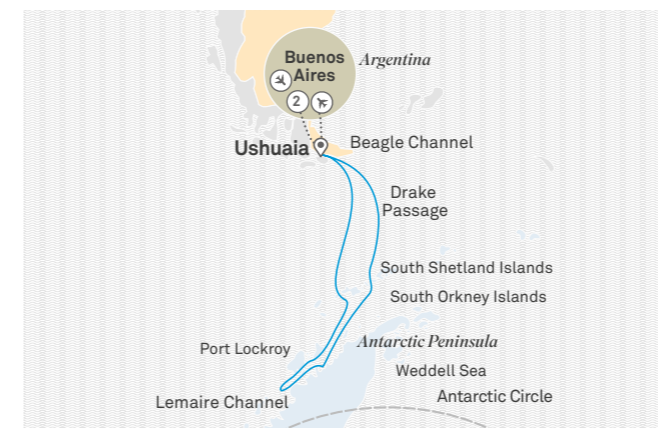 Buenos
Aires
Argentina
2
Ushuaia
Beagle Channel
Drake
Passage
South Shetland Islands
South Orkney Islands
Antarctic Peninsula
Port Lockroy
Weddell Sea
Antarctic Circle
Lemaire Channel